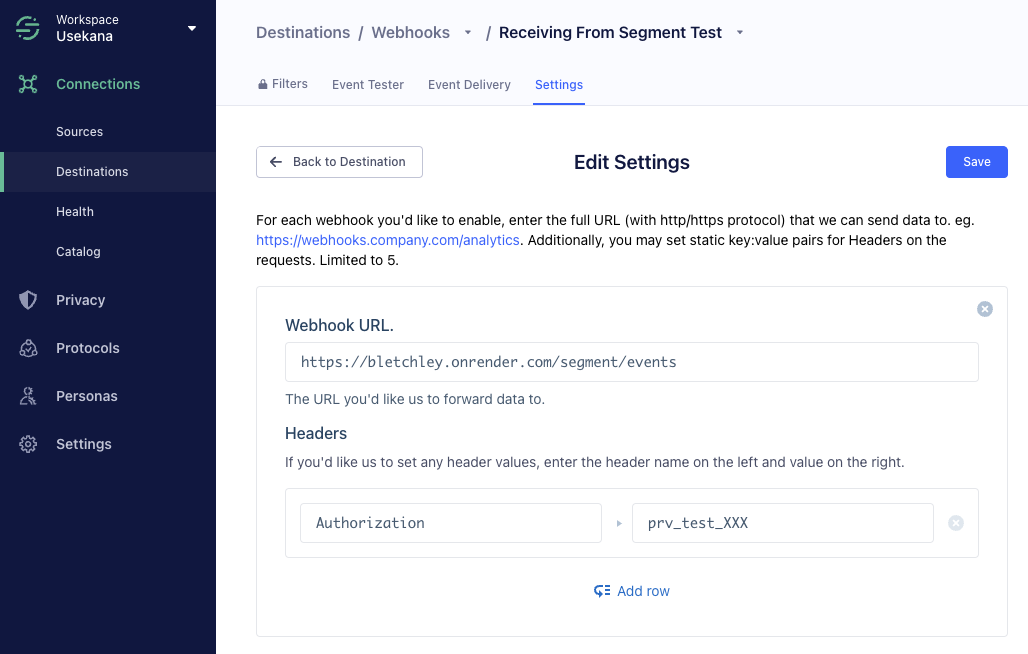 Workspace
Usekana
Connections
Sources
Destinations
Health
Catalog
Privacy
Protocols
Personas
Settings
Destinations / Webhooks / Receiving From Segment Test
Filters Event Tester Event Delivery Settings
Back to Destination Edit Settings Save
For each webhook you'd like to enable, enter the full URL (with http/https protocol) that we can send data to. eg.
https://webhooks.company.com/analytics. Additionally, you may set static key:value pairs for Headers on the
requests. Limited to 5.
Webhook URL.
https://bletchley.onrender.com/segment/events
The URL you'd like us to forward data to.
Headers
If you'd like us to set any header values, enter the header name on the left and value on the right.
Authorization prv_test_XXX
Add row